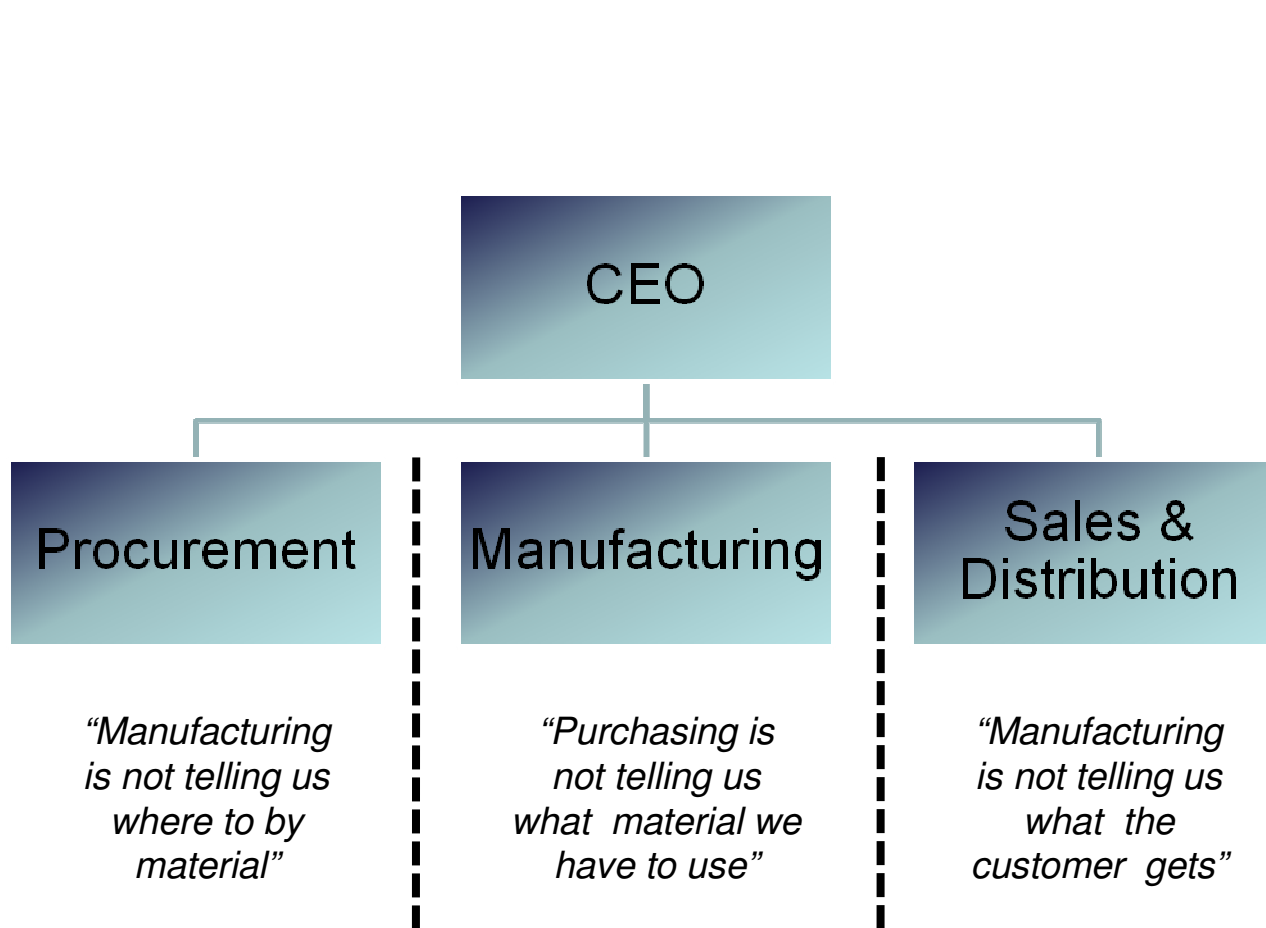 CEO
Procurement
Manufacturing
Sales &
Distribution
“Manufacturing
is not telling us
where to by
material”
“Purchasing is
not telling us
what  material we
have to use”
“Manufacturing
is not telling us
what  the
customer  gets”